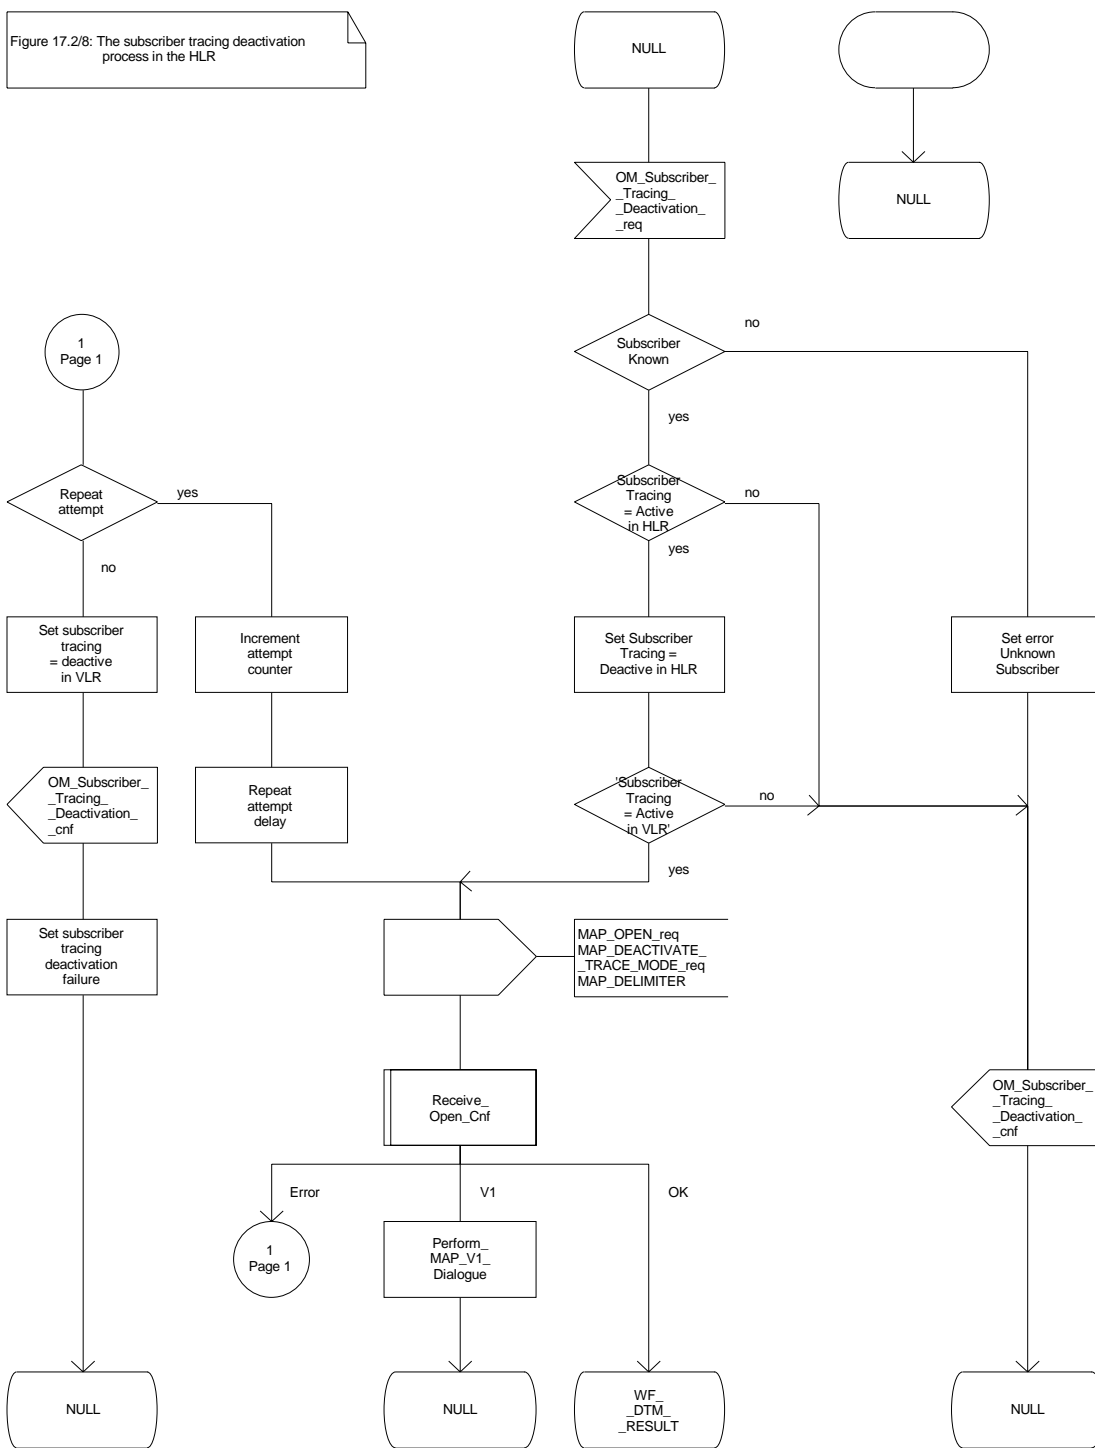 Figure 17.2/8: The subscriber tracing deactivation
process in the HLR
NULL
OM_Subscriber_
_Tracing_
_Deactivation_
_req
NULL
1
Page 1
Subscriber
Known
no
yes
Repeat
attempt
yes
no
Subscriber
Tracing
= Active
in HLR
no
yes
Set subscriber
tracing
= deactive
in VLR
Increment
attempt
counter
Set Subscriber
Tracing =
Deactive in HLR
Set error
Unknown
Subscriber
OM_Subscriber_
_Tracing_
_Deactivation_
_cnf
Repeat
attempt
delay
'Subscriber
Tracing
= Active
in VLR'
no
yes
Set subscriber
tracing
deactivation
failure
MAP_OPEN_req
MAP_DEACTIVATE_
_TRACE_MODE_req
MAP_DELIMITER
Receive_
Open_Cnf
OM_Subscriber_
_Tracing_
_Deactivation_
_cnf
Error
V1
OK
1
Page 1
Perform_
MAP_V1_
Dialogue
NULL
NULL
WF_
_DTM_
_RESULT
NULL